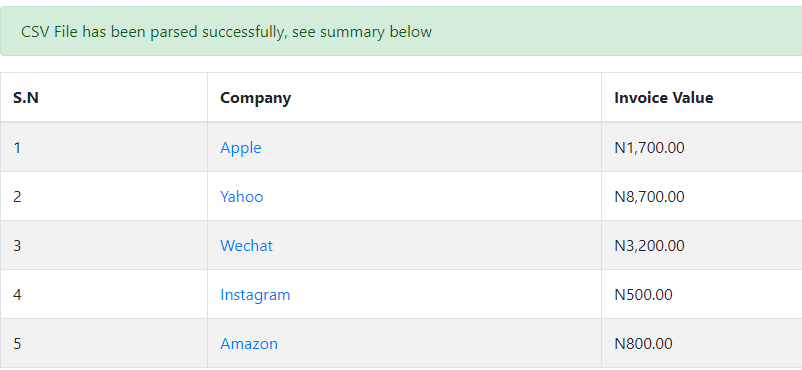 CSV File has been parsed successfully, see summary below
S.N Company Invoice Value
1 Apple N1,700.00
2 Yahoo N8,700.00
3 Wechat N3,200.00
4 Instagram N500.00
5 Amazon N800.00